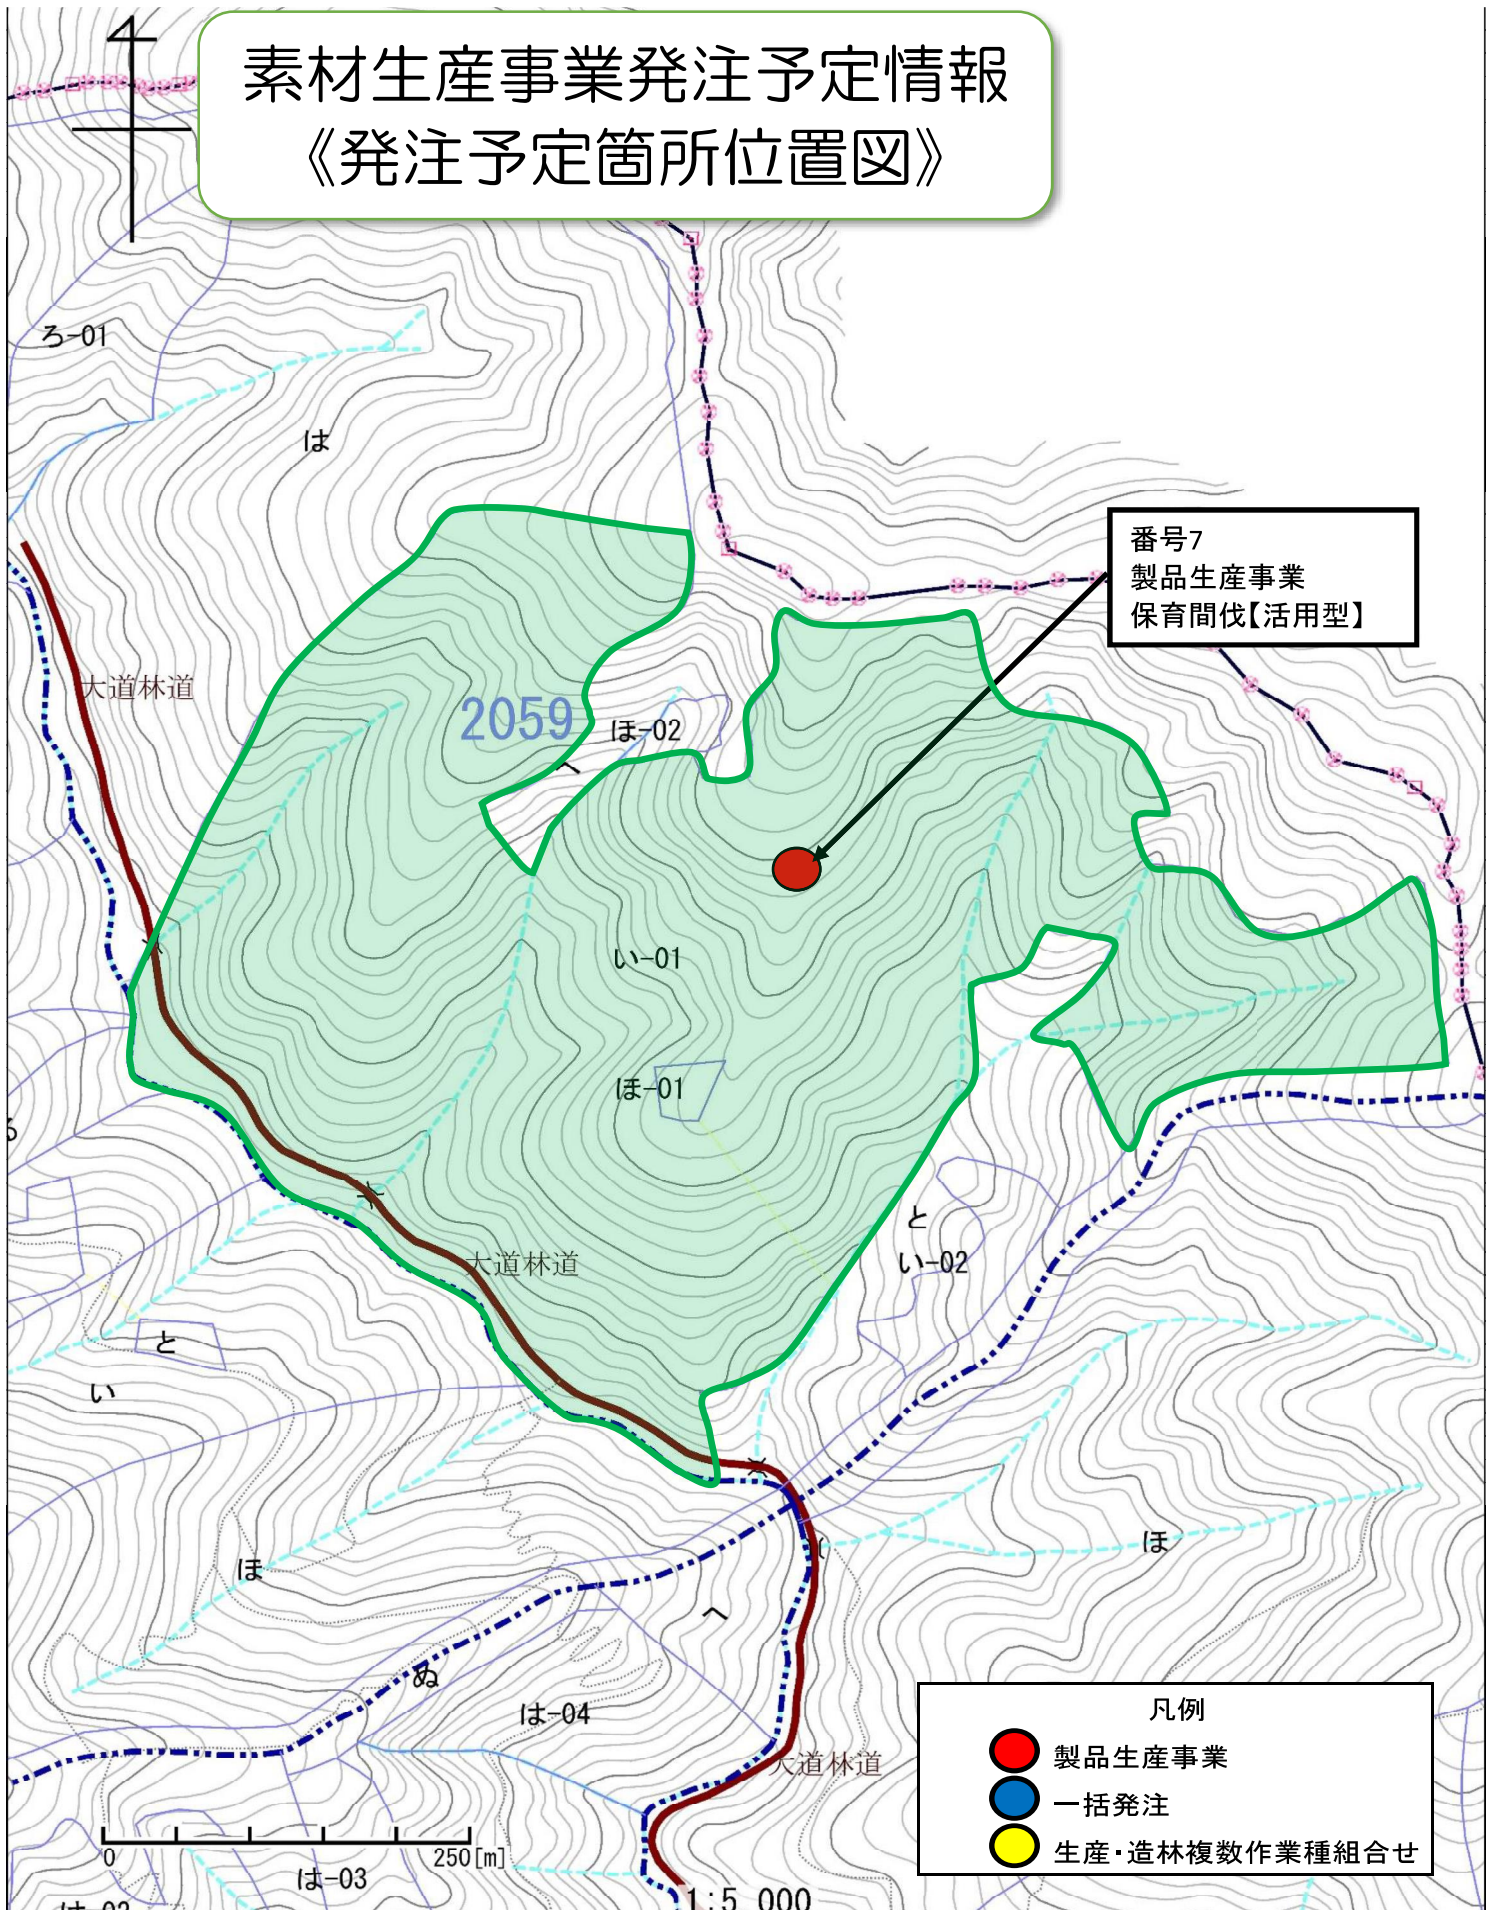 素材生産事業発注予定情報
《発注予定箇所位置図》
ろ-01
は
番号7
製品生産事業
保育間伐【活用型】
大道林道
2059
ほ-02
へ
い-01
ほ-01
ろ
と
い-02
大道林道
と
い
ほ
ほ
へ
ぬ
は-04
大道林道
凡例
製品生産事業
一括発注
生産・造林複数作業種組合せ
0
250[m]
は-03
1:5,000